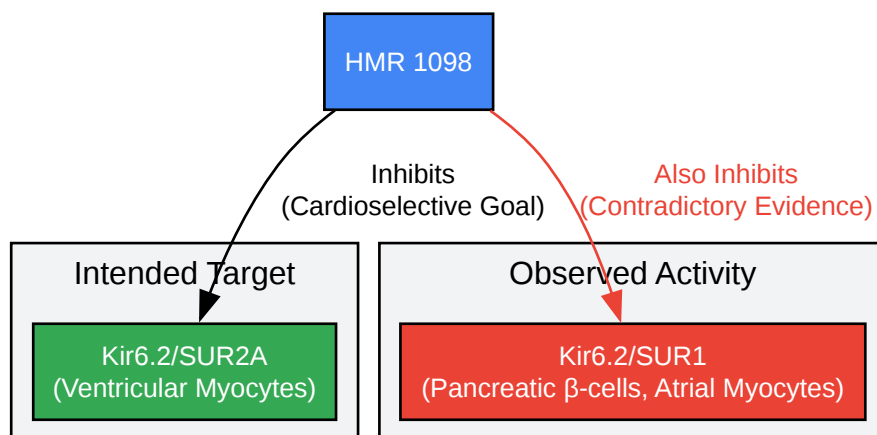 HMR 1098
Inhibits
(Cardioselective Goal)
Also Inhibits
(Contradictory Evidence)
Intended Target
Kir6.2/SUR2A
(Ventricular Myocytes)
Observed Activity
Kir6.2/SUR1
(Pancreatic β-cells, Atrial Myocytes)